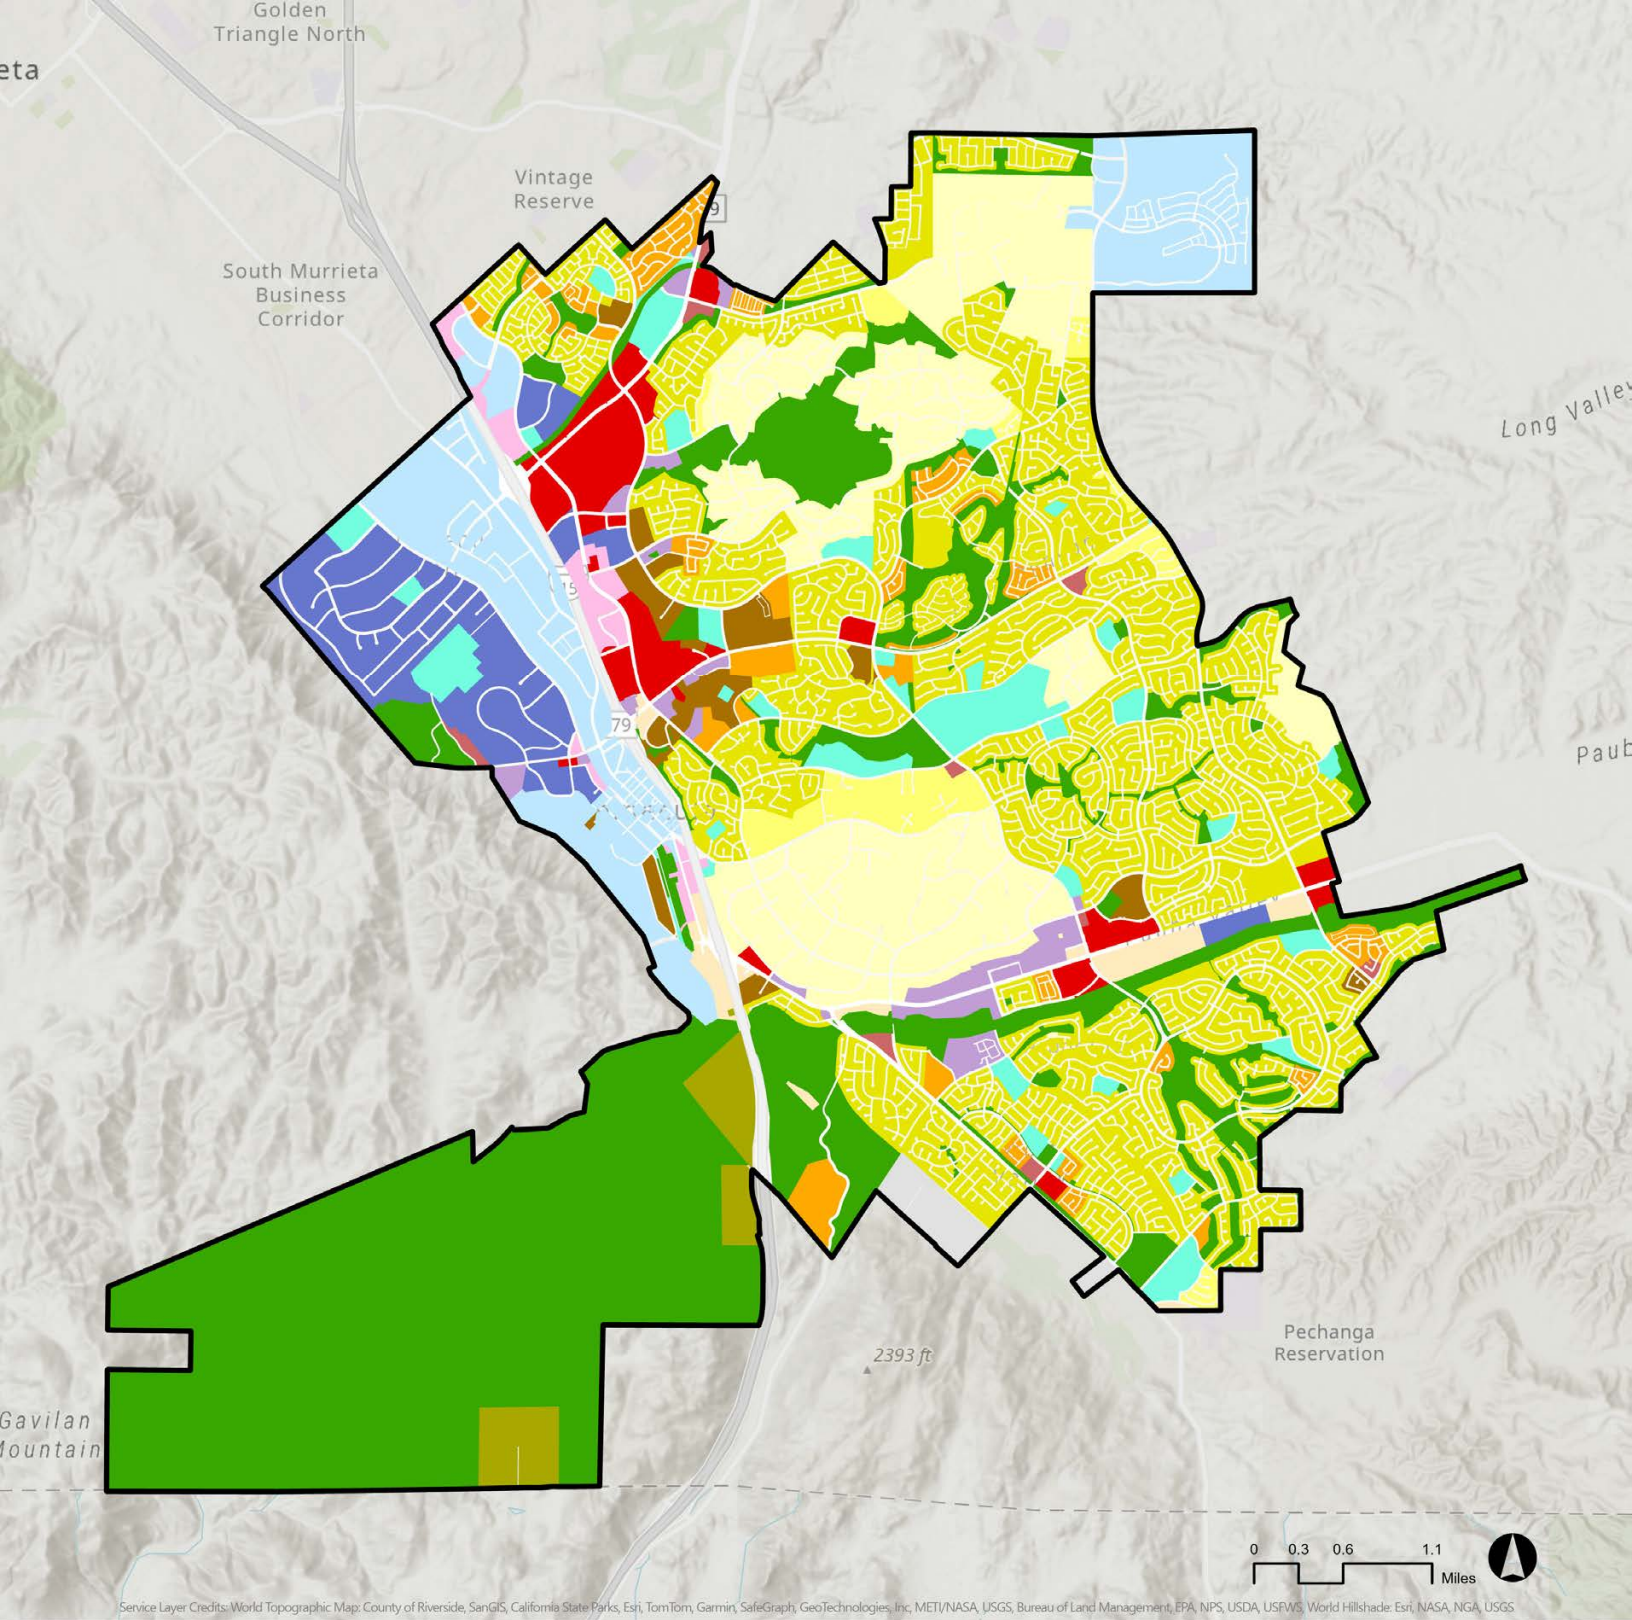 Golden
Triangle North
eta
Vintage
Reserve
9
South Murrieta
Business
Corridor
Long Valley
15
79
Paub
Pechanga
Reservation
2393 ft
Gavilan
Mountain
0 0.3 0.6 1.1
Miles
Service Layer Credits: World Topographic Map: County of Riverside, SanGIS, California State Parks, Esri, TomTom, Garmin, SafeGraph, GeoTechnologies, Inc, METI/NASA, USGS, Bureau of Land Management, EPA, NPS, USDA, USFWS, World Hillshade: Esri, NASA, NGA, USGS